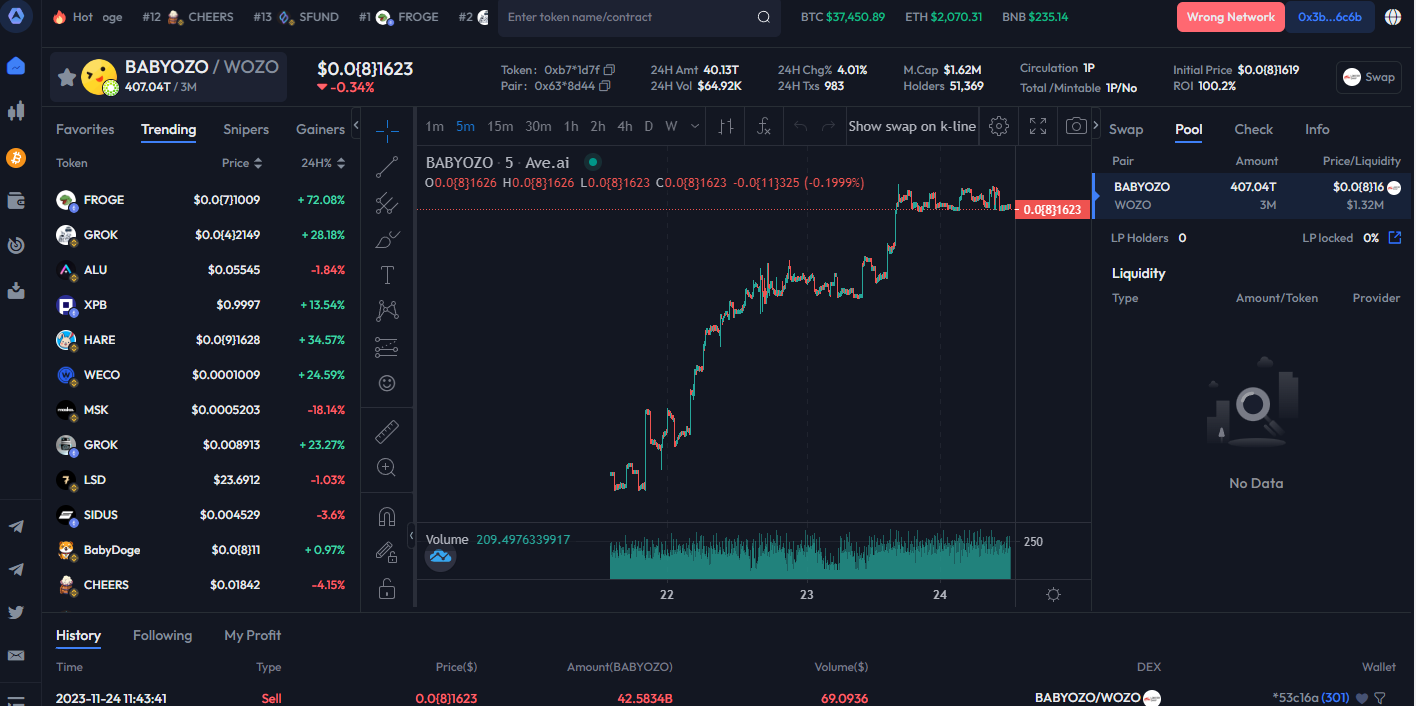 Hot oge #12 CHEERS #13 SFUND #1 FROGE #2
Enter token name/contract
BTC $37,450.89 ETH $2,070.31 BNB $235.14
Wrong Network 0x3b...6c6b
BABYOZO / WOZO
407.04T / 3M
$0.0{8}1623
-0.34%
Token: 0xb7*1d7f
Pair: 0x63*8d44
24H Amt 40.13T
24H Vol $64.92K
24H Chg% 4.01%
24H Txs 983
M.Cap $1.62M
Holders 51,369
Circulation 1P
Total /Mintable 1P/No
Initial Price $0.0{8}1619
ROI 100.2%
Swap
Favorites Trending Snipers Gainers
Token Price 24H%
FROGE $0.0{7}1009 +72.08%
GROK $0.0{4}2149 +28.18%
ALU $0.05545 -1.84%
XPB $0.9997 +13.54%
HARE $0.0{9}1628 +34.57%
WECO $0.0001009 +24.59%
MSK $0.0005203 -18.14%
GROK $0.008913 +23.27%
LSD $23.6912 -1.03%
SIDUS $0.004529 -3.6%
BabyDoge $0.0{8}11 +0.97%
CHEERS $0.01842 -4.15%
1m 5m 15m 30m 1h 2h 4h D W Show swap on k-line
BABYOZO · 5 · Ave.ai
O0.0{8}1626 H0.0{8}1626 L0.0{8}1623 C0.0{8}1623 -0.0{11}325 (-0.1999%)
0.0{8}1623
Volume 209.4976339917
250
22 23 24
Swap Pool Check Info
Pair Amount Price/Liquidity
BABYOZO 407.04T $0.0{8}16
WOZO 3M $1.32M
LP Holders 0 LP locked 0%
Liquidity
Type Amount/Token Provider
No Data
History Following My Profit
Time Type Price($) Amount(BABYOZO) Volume($) DEX Wallet
2023-11-24 11:43:41 Sell 0.0{8}1623 42.5834B 69.0936 BABYOZO/WOZO *53c16a (301)